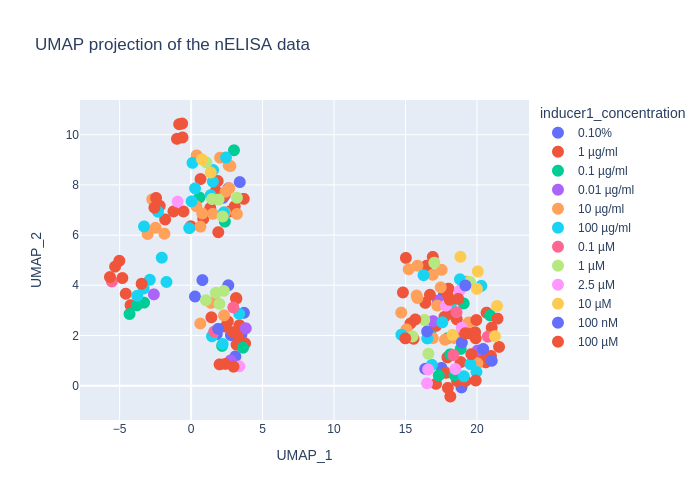 UMAP projection of the nELISA data
inducer1_concentration
0.10%
1 µg/ml
0.1 µg/ml
0.01 µg/ml
10 µg/ml
100 µg/ml
0.1 µM
1 µM
2.5 µM
10 µM
100 nM
100 µM
10
8
6
4
2
0
UMAP_2
−5
0
5
10
15
20
UMAP_1